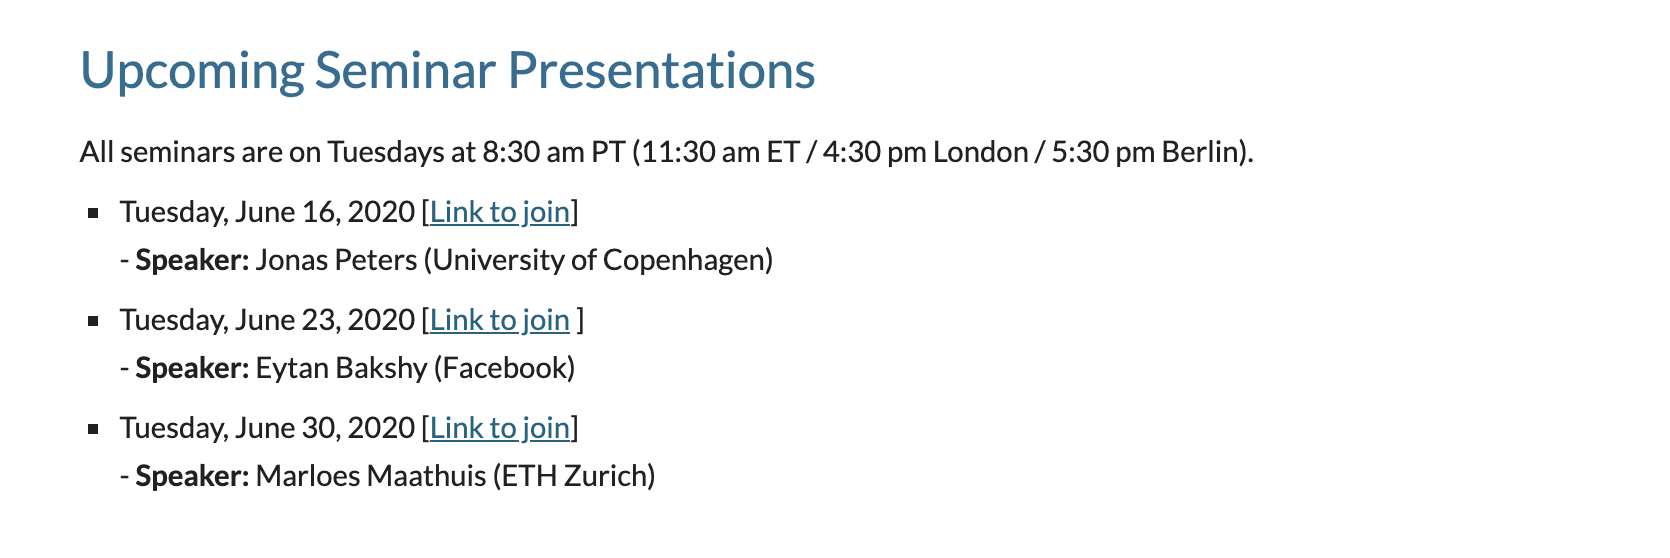 Upcoming Seminar Presentations
All seminars are on Tuesdays at 8:30 am PT (11:30 am ET / 4:30 pm London / 5:30 pm Berlin).
▪ Tuesday, June 16, 2020 [Link to join]
- Speaker: Jonas Peters (University of Copenhagen)
▪ Tuesday, June 23, 2020 [Link to join ]
- Speaker: Eytan Bakshy (Facebook)
▪ Tuesday, June 30, 2020 [Link to join]
- Speaker: Marloes Maathuis (ETH Zurich)